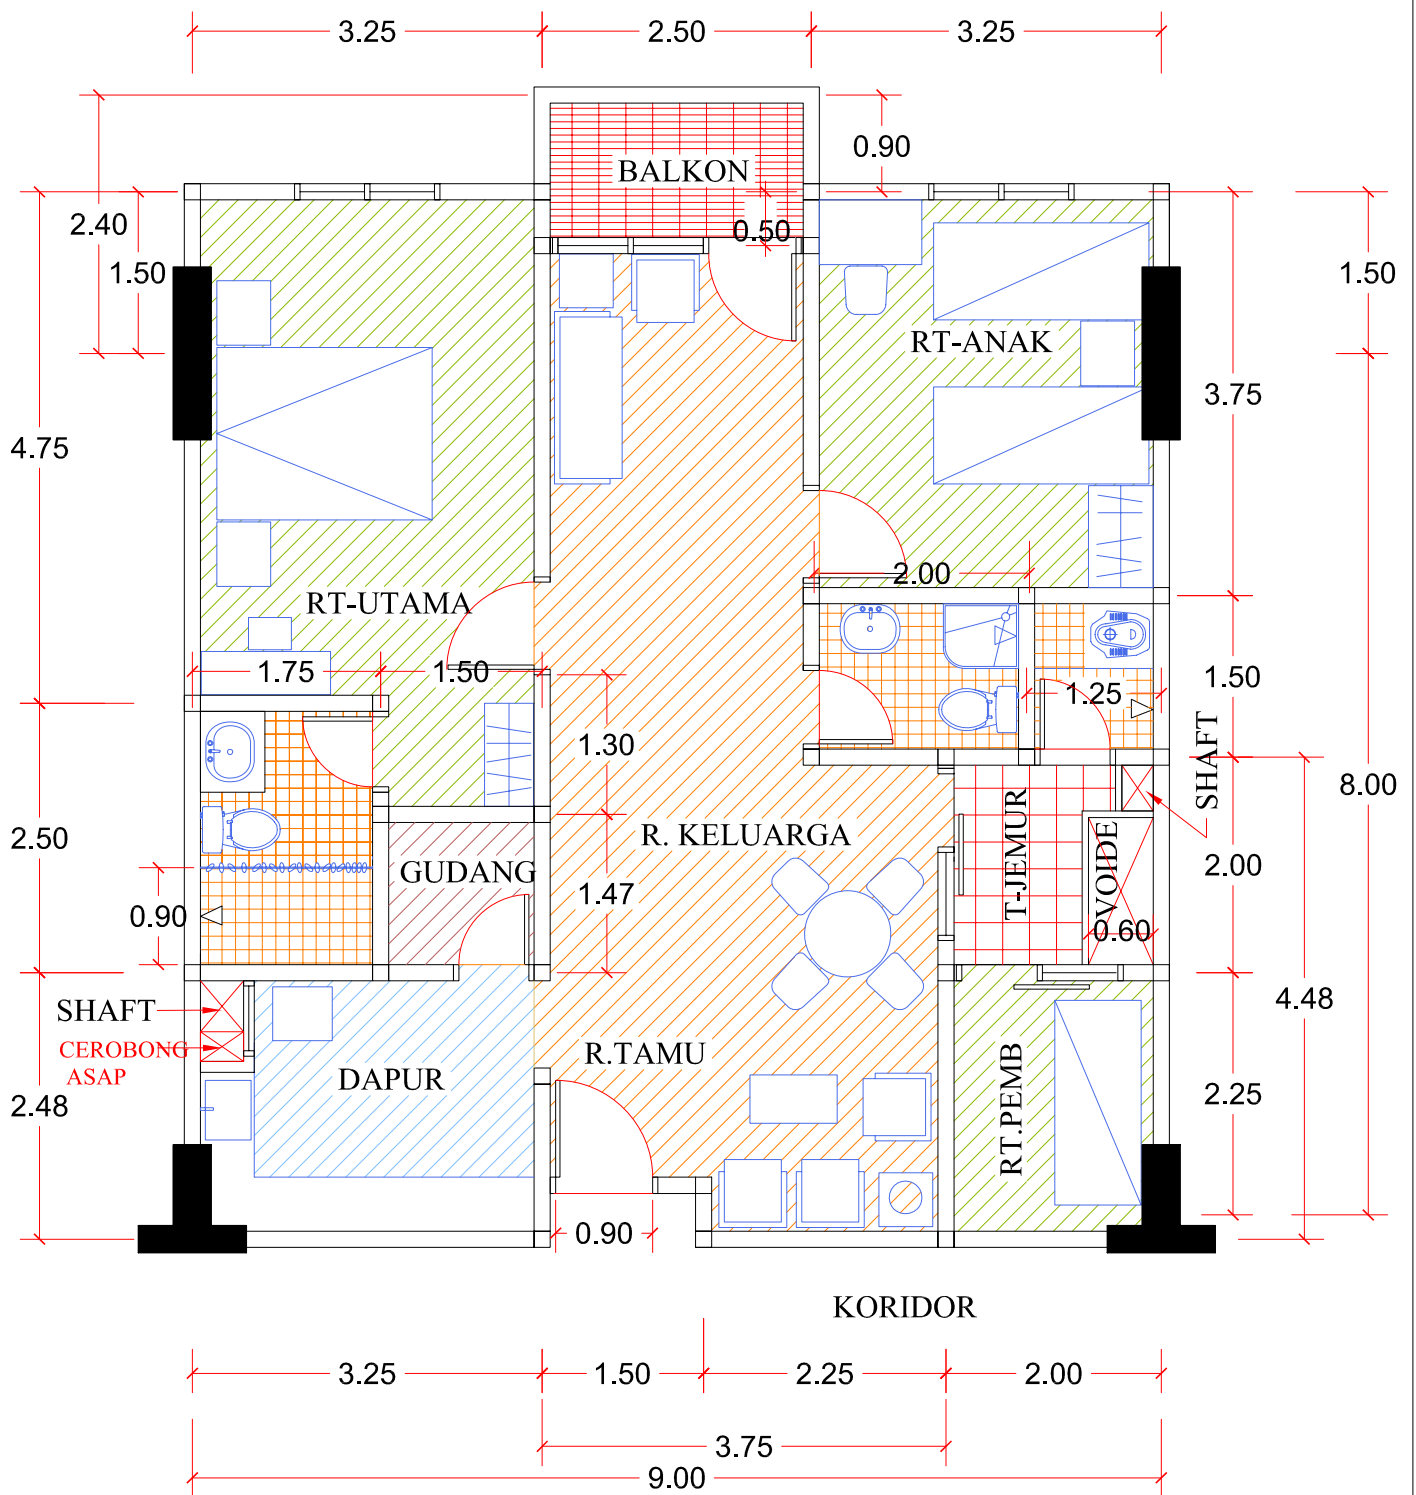 3.25
2.50
3.25
0.90
BALKON
2.40
0.50
1.50
1.50
RT-ANAK
3.75
4.75
2.00
RT-UTAMA
1.75
1.50
1.25
1.50
1.30
SHAFT
8.00
R. KELUARGA
T-JEMUR
VOIDE
2.50
GUDANG
2.00
1.47
0.90
0.60
SHAFT
4.48
CEROBONG
ASAP
R.TAMU
DAPUR
RT.PEMB
2.48
2.25
0.90
KORIDOR
3.25
1.50
2.25
2.00
3.75
9.00